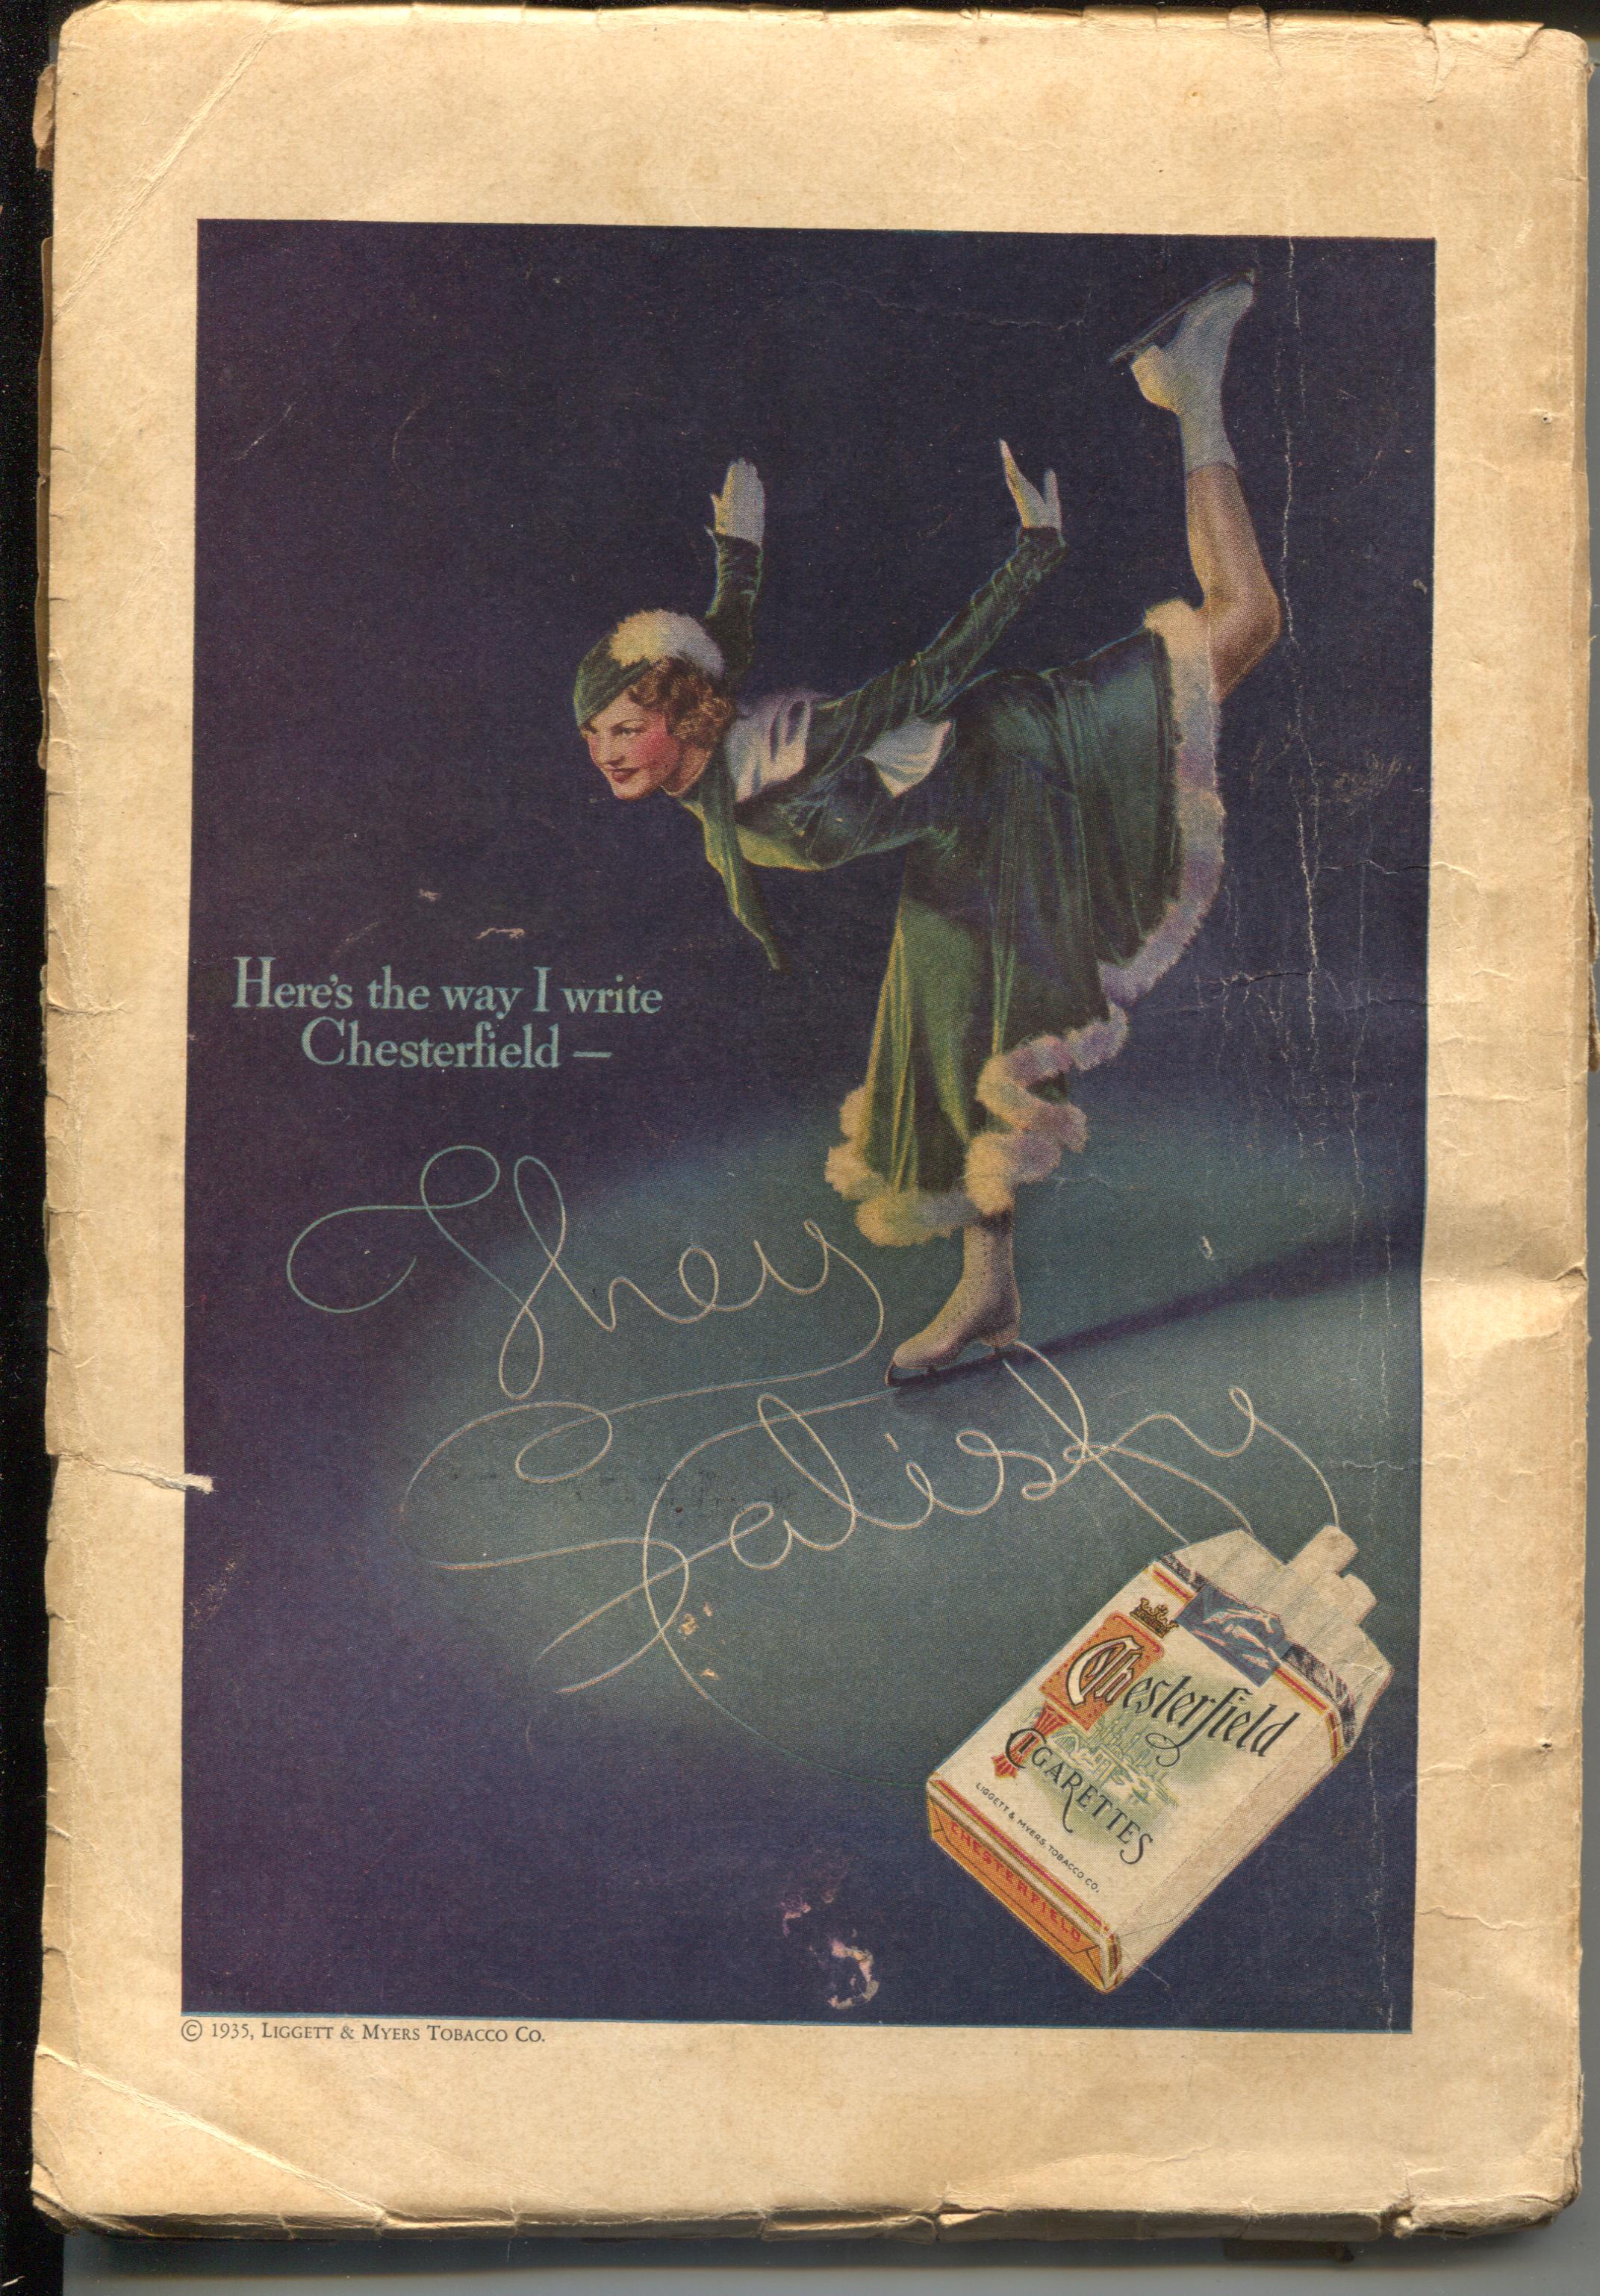 Here's the way I write
Chesterfield —
They
Satisfy
Chesterfield
CIGARETTES
LIGGETT & MYERS TOBACCO CO.
CHESTERFIELD
© 1935, LIGGETT & MYERS TOBACCO CO.